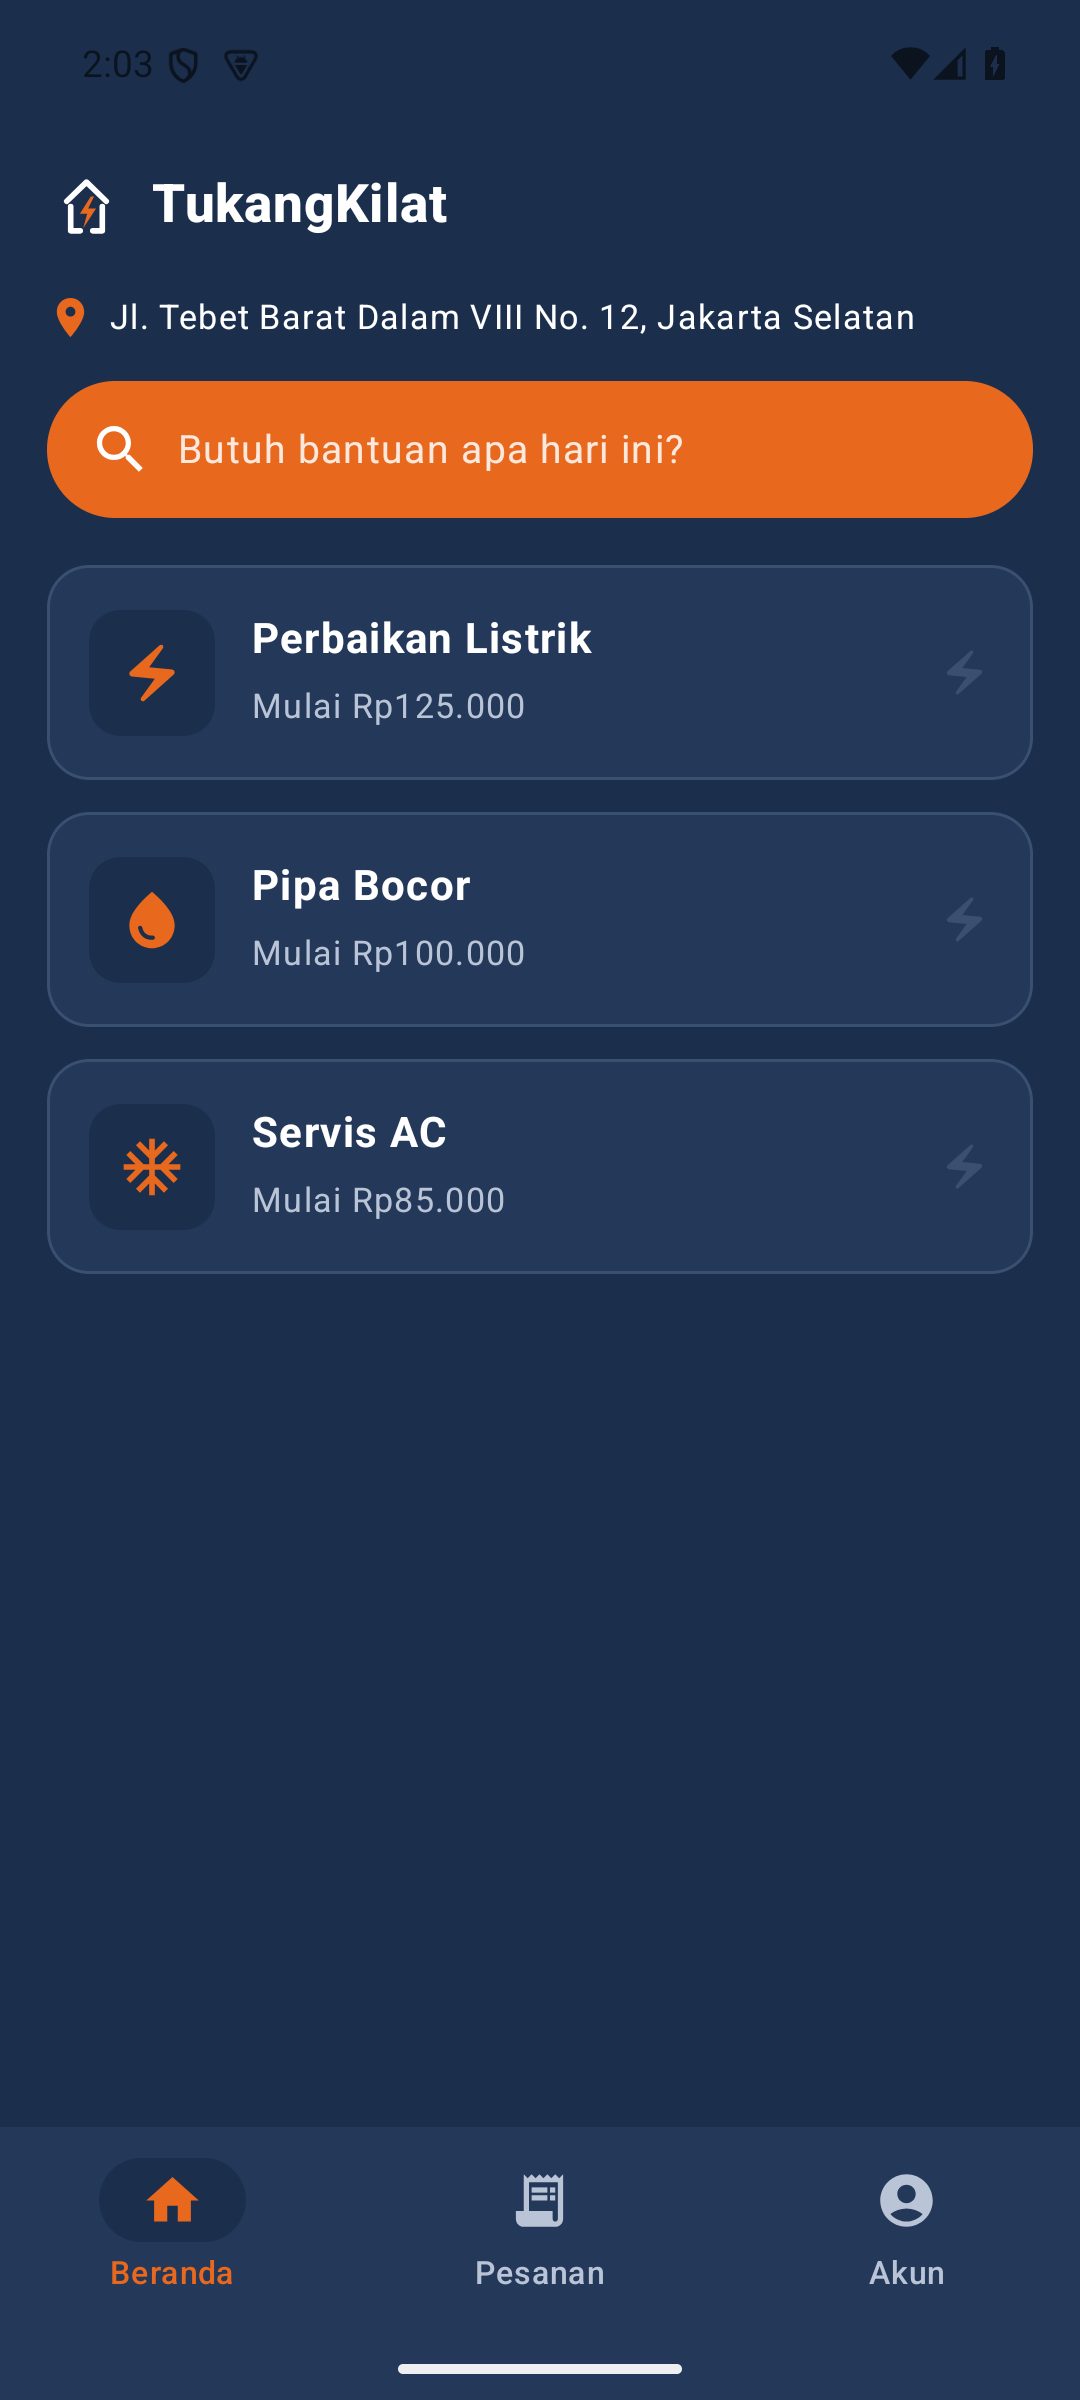 2:03
TukangKilat
Jl. Tebet Barat Dalam VIII No. 12, Jakarta Selatan
Butuh bantuan apa hari ini?
Perbaikan Listrik
Mulai Rp125.000
Pipa Bocor
Mulai Rp100.000
Servis AC
Mulai Rp85.000
Beranda
Pesanan
Akun